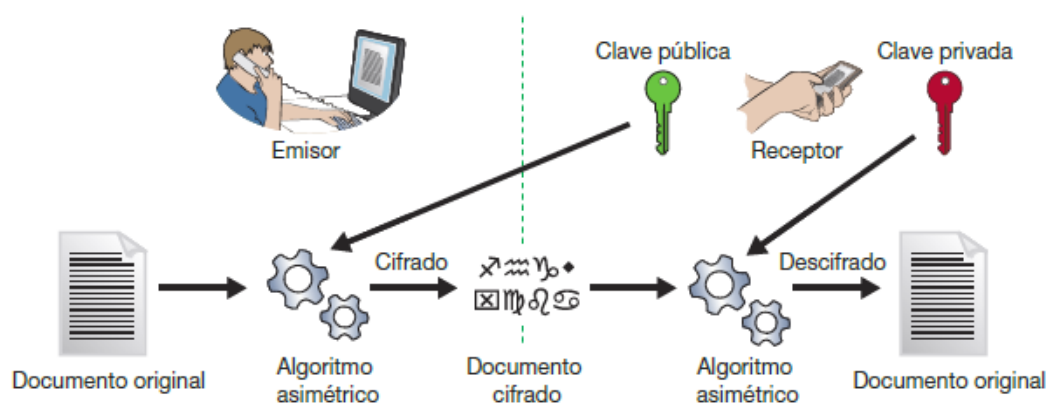 Clave pública
Clave privada
Emisor
Receptor
Cifrado
Descifrado
Documento original
Algoritmo
asimétrico
Documento
cifrado
Algoritmo
asimétrico
Documento original